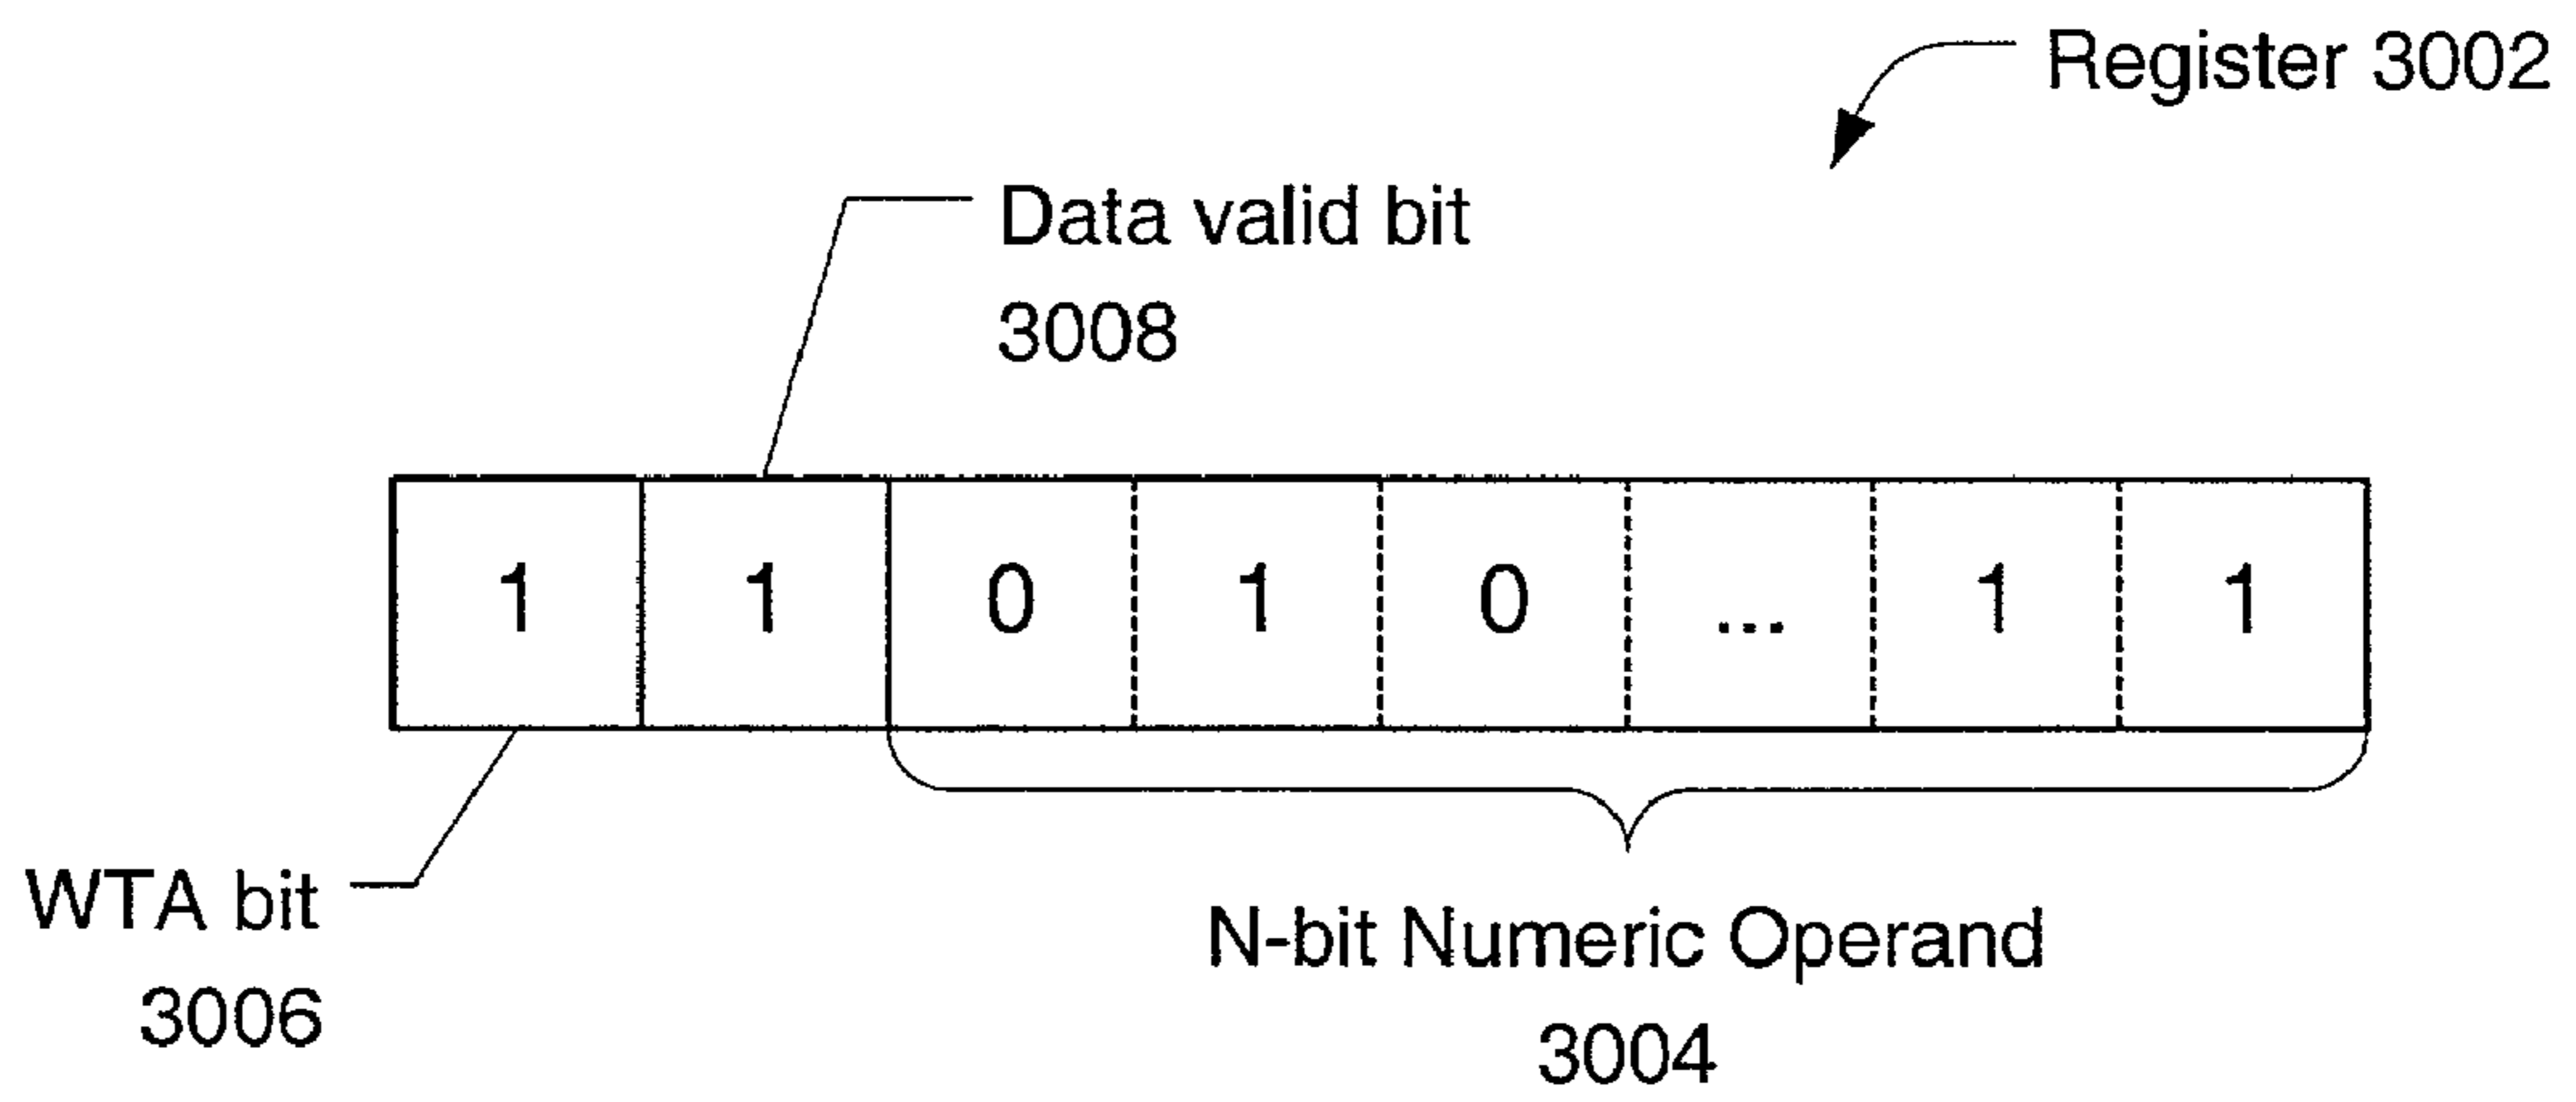 Register 3002
Data valid bit
3008
1 1 0 1 0 ... 1 1
WTA bit
3006
N-bit Numeric Operand
3004